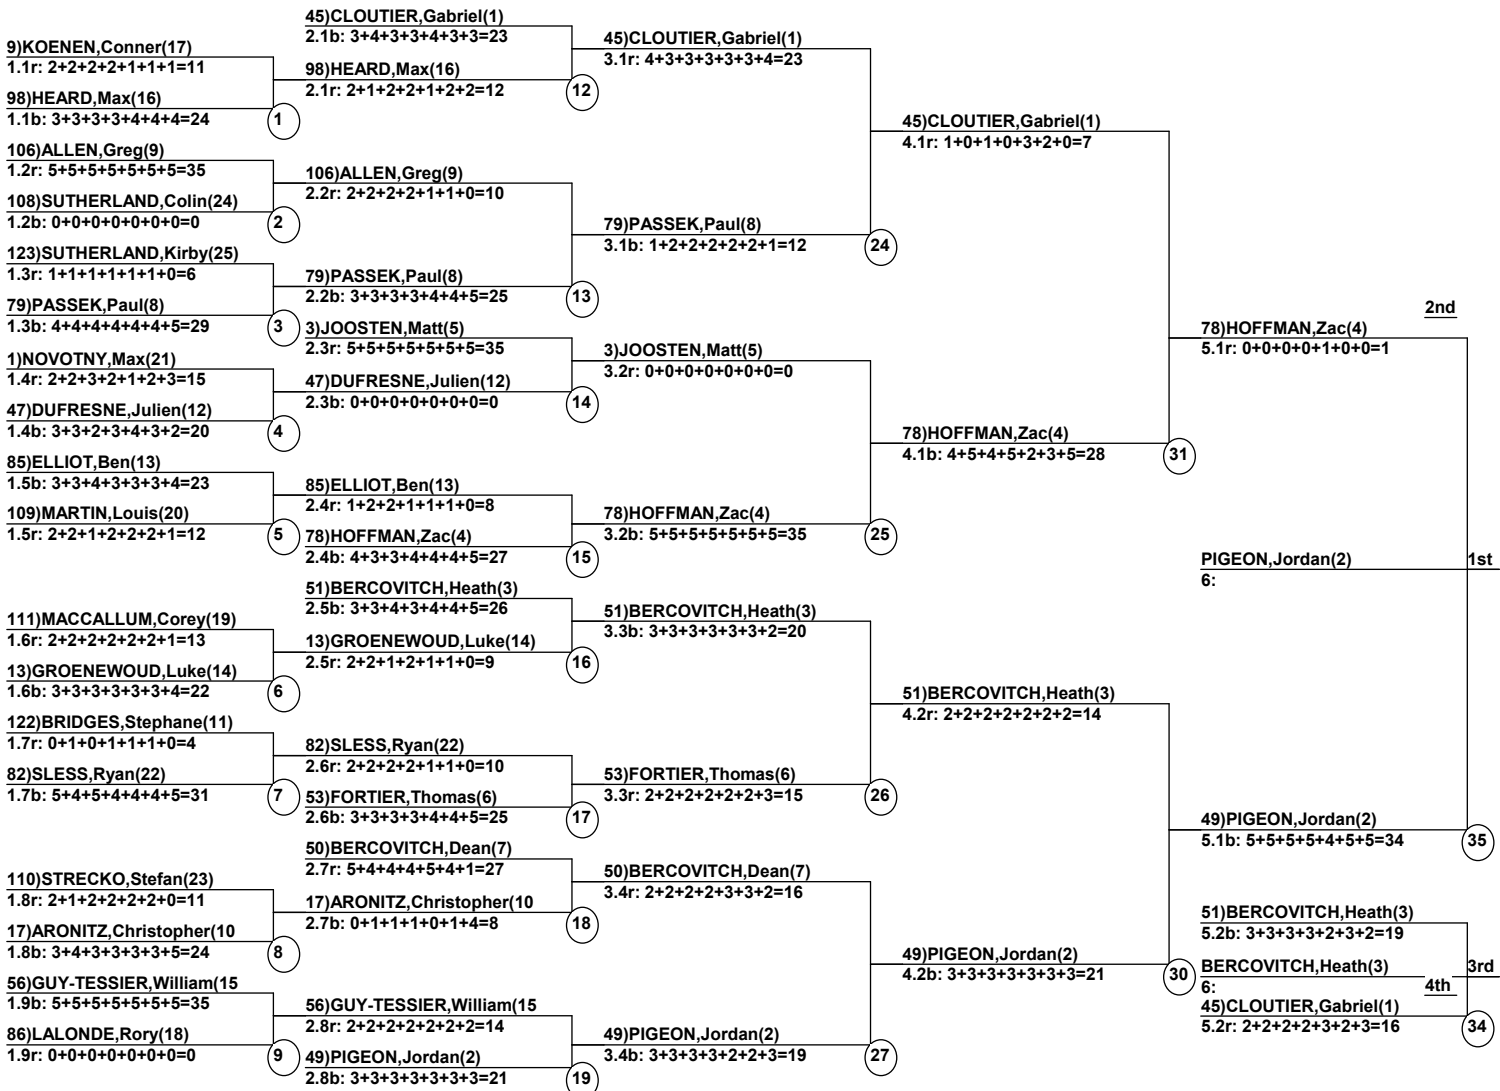 9)KOENEN,Conner(17)
1.1r: 2+2+2+2+1+1+1=11
98)HEARD,Max(16)
1.1b: 3+3+3+3+4+4+4=24
1
106)ALLEN,Greg(9)
1.2r: 5+5+5+5+5+5+5=35
108)SUTHERLAND,Colin(24)
1.2b: 0+0+0+0+0+0+0=0
2
123)SUTHERLAND,Kirby(25)
1.3r: 1+1+1+1+1+1+0=6
79)PASSEK,Paul(8)
1.3b: 4+4+4+4+4+4+5=29
3
1)NOVOTNY,Max(21)
1.4r: 2+2+3+2+1+2+3=15
47)DUFRESNE,Julien(12)
1.4b: 3+3+2+3+4+3+2=20
4
85)ELLIOT,Ben(13)
1.5b: 3+3+4+3+3+3+4=23
109)MARTIN,Louis(20)
1.5r: 2+2+1+2+2+2+1=12
5
111)MACCALLUM,Corey(19)
1.6r: 2+2+2+2+2+2+1=13
13)GROENEWOUD,Luke(14)
1.6b: 3+3+3+3+3+3+4=22
6
122)BRIDGES,Stephane(11)
1.7r: 0+1+0+1+1+1+0=4
82)SLESS,Ryan(22)
1.7b: 5+4+5+4+4+4+5=31
7
110)STRECKO,Stefan(23)
1.8r: 2+1+2+2+2+2+0=11
17)ARONITZ,Christopher(10
1.8b: 3+4+3+3+3+3+5=24
8
56)GUY-TESSIER,William(15
1.9b: 5+5+5+5+5+5+5=35
86)LALONDE,Rory(18)
1.9r: 0+0+0+0+0+0+0=0
9
45)CLOUTIER,Gabriel(1)
2.1b: 3+4+3+3+4+3+3=23
98)HEARD,Max(16)
2.1r: 2+1+2+2+1+2+2=12
12
106)ALLEN,Greg(9)
2.2r: 2+2+2+2+1+1+0=10
79)PASSEK,Paul(8)
2.2b: 3+3+3+3+4+4+5=25
13
3)JOOSTEN,Matt(5)
2.3r: 5+5+5+5+5+5+5=35
47)DUFRESNE,Julien(12)
2.3b: 0+0+0+0+0+0+0=0
14
85)ELLIOT,Ben(13)
2.4r: 1+2+2+1+1+1+0=8
78)HOFFMAN,Zac(4)
2.4b: 4+3+3+4+4+4+5=27
15
51)BERCOVITCH,Heath(3)
2.5b: 3+3+4+3+4+4+5=26
13)GROENEWOUD,Luke(14)
2.5r: 2+2+1+2+1+1+0=9
16
82)SLESS,Ryan(22)
2.6r: 2+2+2+2+1+1+0=10
53)FORTIER,Thomas(6)
2.6b: 3+3+3+3+4+4+5=25
17
50)BERCOVITCH,Dean(7)
2.7r: 5+4+4+4+5+4+1=27
17)ARONITZ,Christopher(10
2.7b: 0+1+1+1+0+1+4=8
18
56)GUY-TESSIER,William(15
2.8r: 2+2+2+2+2+2+2=14
49)PIGEON,Jordan(2)
2.8b: 3+3+3+3+3+3+3=21
19
45)CLOUTIER,Gabriel(1)
3.1r: 4+3+3+3+3+3+4=23
79)PASSEK,Paul(8)
3.1b: 1+2+2+2+2+2+1=12
24
3)JOOSTEN,Matt(5)
3.2r: 0+0+0+0+0+0+0=0
78)HOFFMAN,Zac(4)
3.2b: 5+5+5+5+5+5+5=35
25
51)BERCOVITCH,Heath(3)
3.3b: 3+3+3+3+3+3+2=20
53)FORTIER,Thomas(6)
3.3r: 2+2+2+2+2+2+3=15
26
50)BERCOVITCH,Dean(7)
3.4r: 2+2+2+2+3+3+2=16
49)PIGEON,Jordan(2)
3.4b: 3+3+3+3+2+2+3=19
27
45)CLOUTIER,Gabriel(1)
4.1r: 1+0+1+0+3+2+0=7
78)HOFFMAN,Zac(4)
4.1b: 4+5+4+5+2+3+5=28
31
51)BERCOVITCH,Heath(3)
4.2r: 2+2+2+2+2+2+2=14
49)PIGEON,Jordan(2)
4.2b: 3+3+3+3+3+3+3=21
30
2nd
78)HOFFMAN,Zac(4)
5.1r: 0+0+0+0+1+0+0=1
PIGEON,Jordan(2)
1st
6:
49)PIGEON,Jordan(2)
5.1b: 5+5+5+5+4+5+5=34
35
51)BERCOVITCH,Heath(3)
5.2b: 3+3+3+3+2+3+2=19
BERCOVITCH,Heath(3)
3rd
6:
4th
45)CLOUTIER,Gabriel(1)
5.2r: 2+2+2+2+3+2+3=16
34